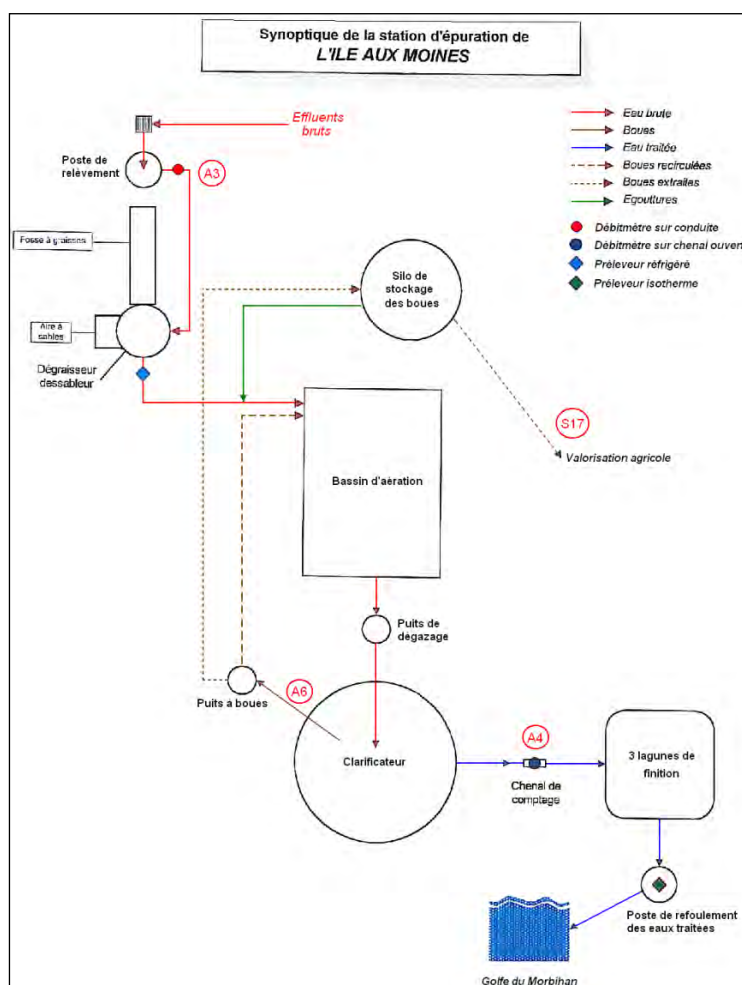 Synoptique de la station d'épuration de
L'ILE AUX MOINES
Effluents
bruts
Poste de
relèvement
A3
Eau brute
Boues
Eau traitée
Boues recirculées
Boues extraites
Egouttures
Débitmètre sur conduite
Débitmètre sur chenal ouvert
Préleveur réfrigéré
Préleveur isotherme
Fosse à graisses
Aire à
sables
Dégraisseur
dessableur
Silo de
stockage
des boues
S17
Valorisation agricole
Bassin d'aération
Puits de
dégazage
Puits à boues
A6
Clarificateur
A4
Chenal de
comptage
3 lagunes de
finition
Poste de refoulement
des eaux traitées
Golfe du Morbihan